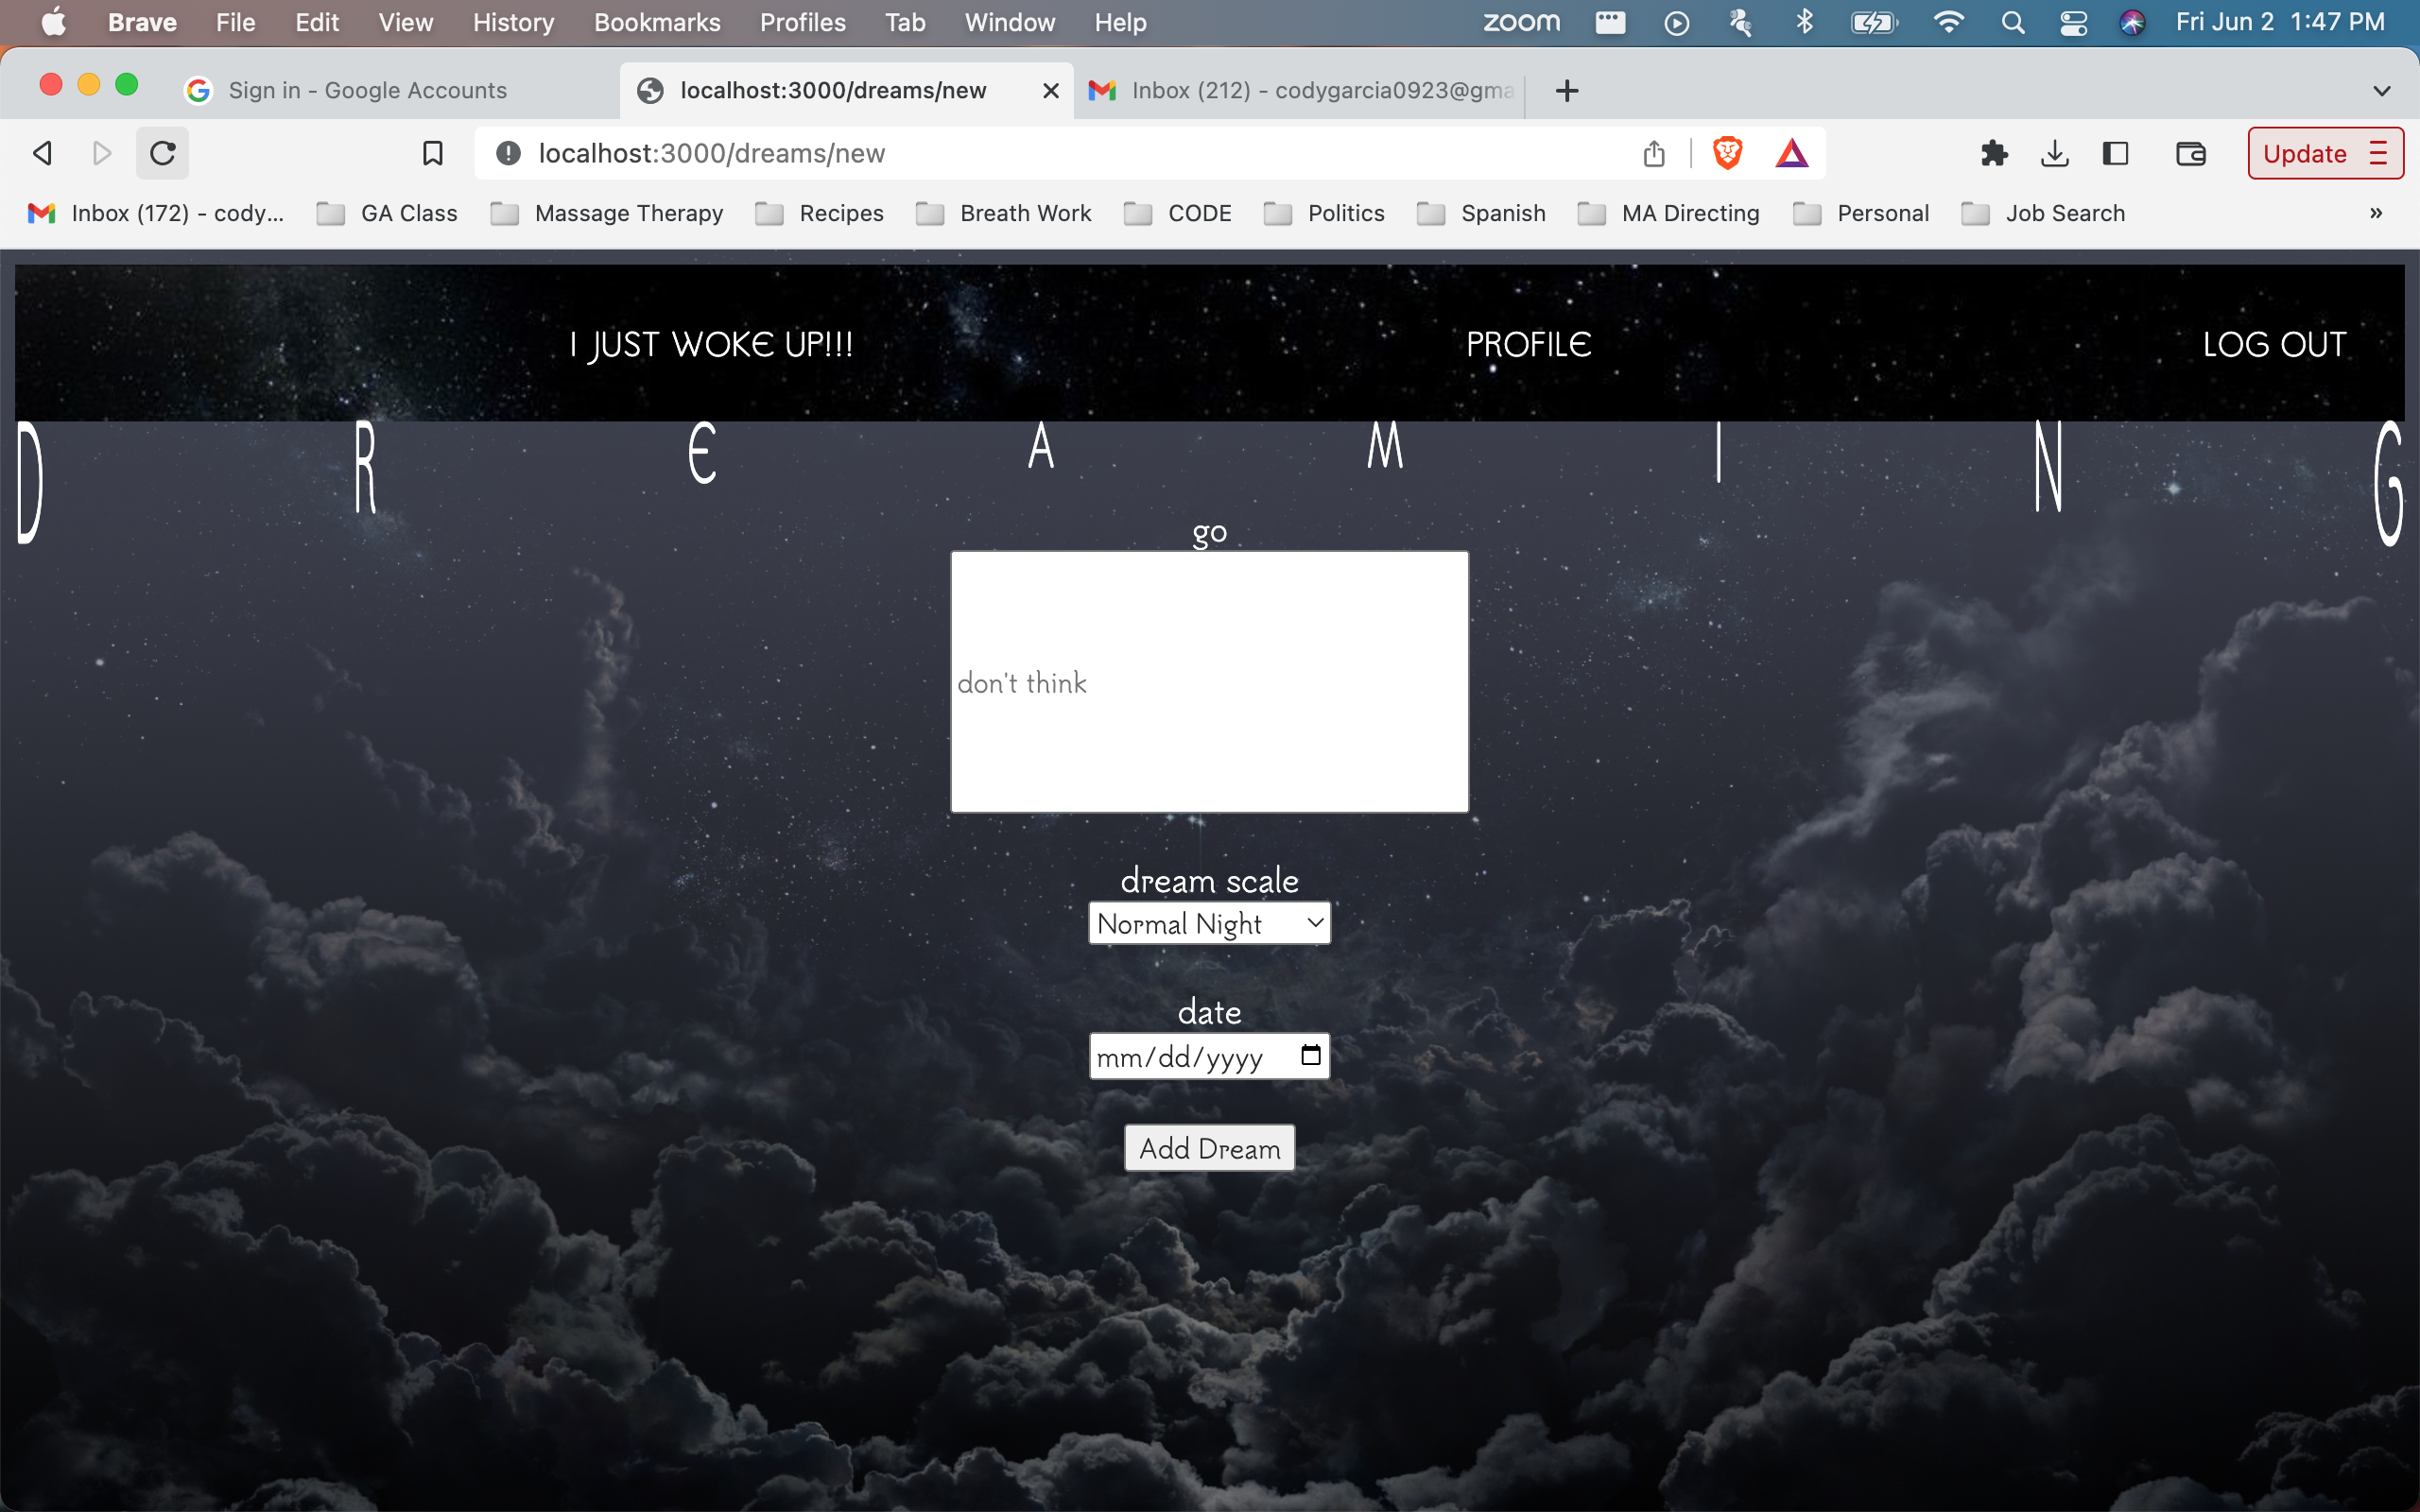 Brave File Edit View History Bookmarks Profiles Tab Window Help zoom Fri Jun 2 1:47 PM
Sign in - Google Accounts localhost:3000/dreams/new Inbox (212) - codygarcia0923@gma
localhost:3000/dreams/new Update
Inbox (172) - cody... GA Class Massage Therapy Recipes Breath Work CODE Politics Spanish MA Directing Personal Job Search »
I JUST WOKE UP!!! PROFILE LOG OUT
D R E A M I N G
go
don't think
dream scale
Normal Night
date
mm/dd/yyyy
Add Dream